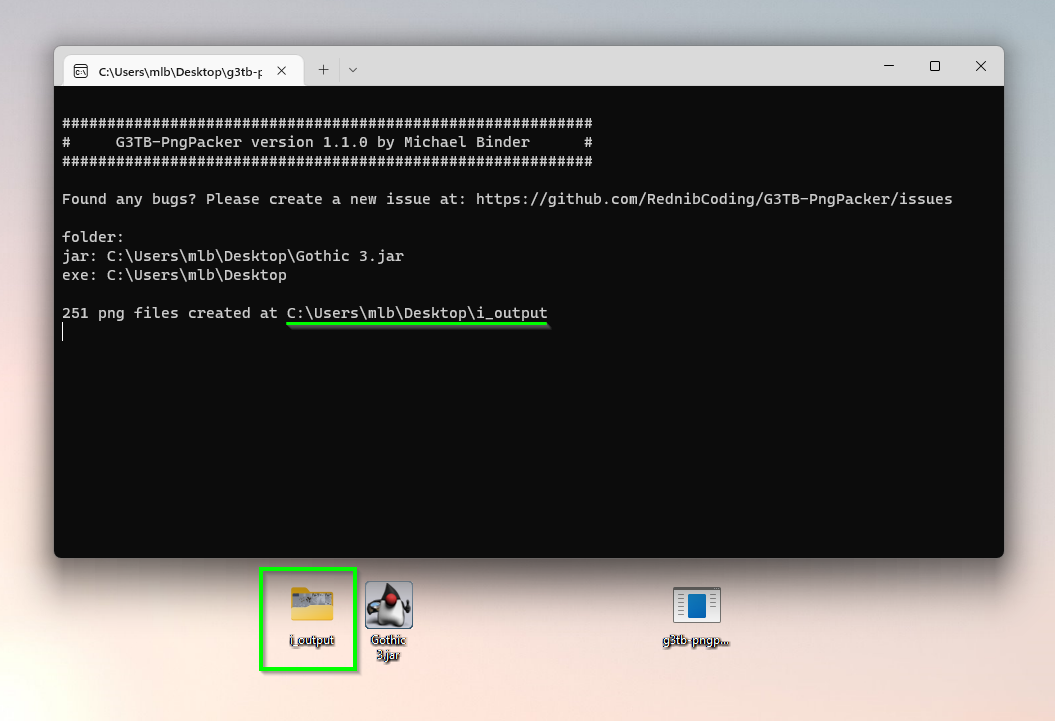 C:\Users\mlb\Desktop\g3tb-p
###########################################################
#     G3TB-PngPacker version 1.1.0 by Michael Binder      #
###########################################################
Found any bugs? Please create a new issue at: https://github.com/RednibCoding/G3TB-PngPacker/issues
folder:
jar: C:\Users\mlb\Desktop\Gothic 3.jar
exe: C:\Users\mlb\Desktop
251 png files created at C:\Users\mlb\Desktop\i_output
i_output
Gothic
3.jar
g3tb-pngp...